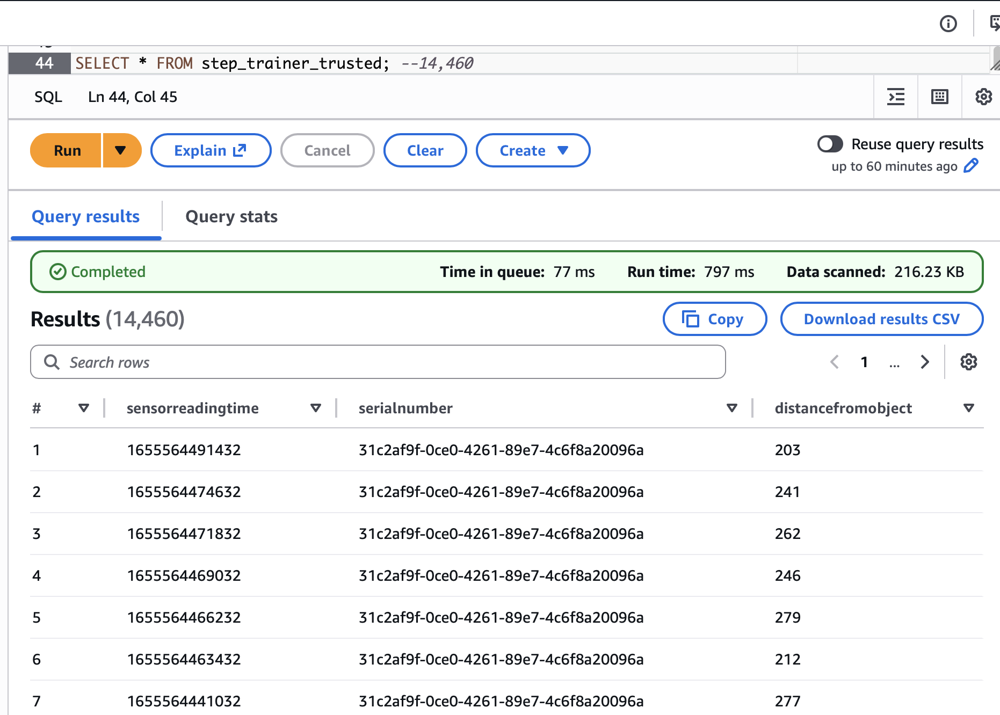 44 SELECT * FROM step_trainer_trusted; --14,460
SQL Ln 44, Col 45
Run Explain Cancel Clear Create Reuse query results
up to 60 minutes ago
Query results Query stats
Completed Time in queue: 77 ms Run time: 797 ms Data scanned: 216.23 KB
Results (14,460) Copy Download results CSV
Search rows 1 ...
# sensorreadingtime serialnumber distancefromobject
1 1655564491432 31c2af9f-0ce0-4261-89e7-4c6f8a20096a 203
2 1655564474632 31c2af9f-0ce0-4261-89e7-4c6f8a20096a 241
3 1655564471832 31c2af9f-0ce0-4261-89e7-4c6f8a20096a 262
4 1655564469032 31c2af9f-0ce0-4261-89e7-4c6f8a20096a 246
5 1655564466232 31c2af9f-0ce0-4261-89e7-4c6f8a20096a 279
6 1655564463432 31c2af9f-0ce0-4261-89e7-4c6f8a20096a 212
7 1655564441032 31c2af9f-0ce0-4261-89e7-4c6f8a20096a 277